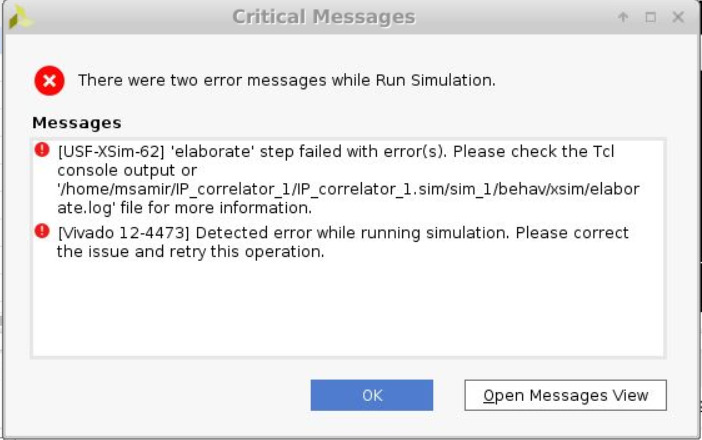 Critical Messages
There were two error messages while Run Simulation.
Messages
[USF-XSim-62] 'elaborate' step failed with error(s). Please check the Tcl
console output or
'/home/msamir/IP_correlator_1/IP_correlator_1.sim/sim_1/behav/xsim/elabor
ate.log' file for more information.
[Vivado 12-4473] Detected error while running simulation. Please correct
the issue and retry this operation.
OK
Open Messages View